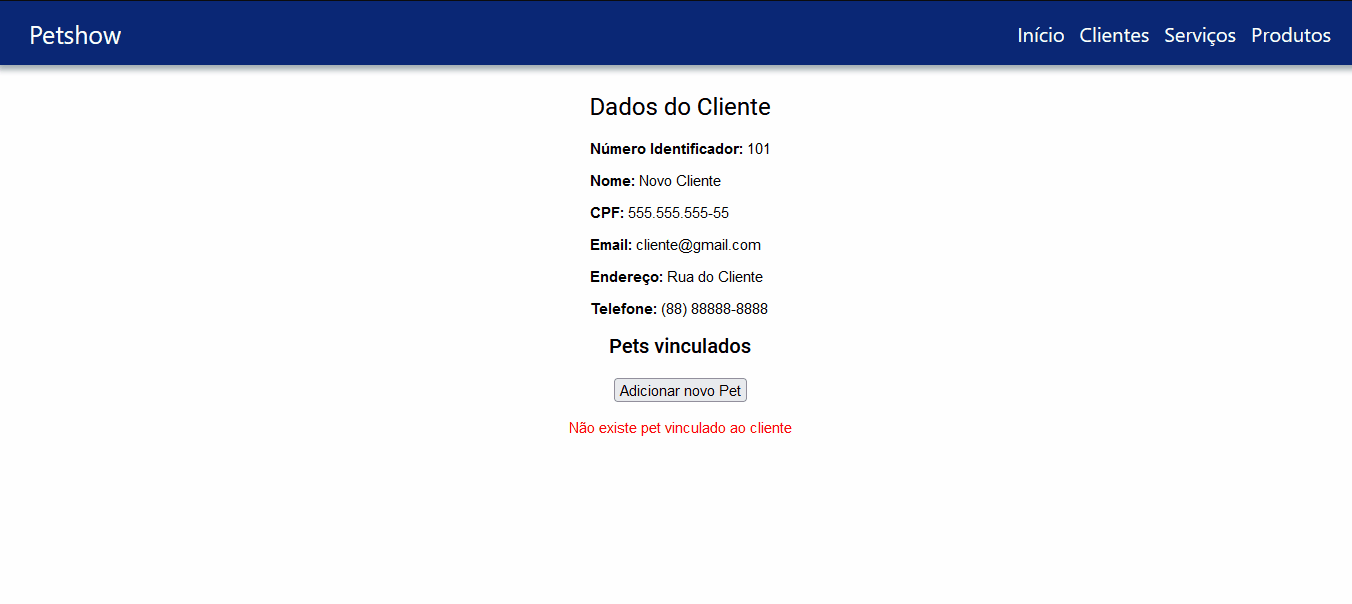 Petshow
Início Clientes Serviços Produtos
Dados do Cliente
Número Identificador: 101
Nome: Novo Cliente
CPF: 555.555.555-55
Email: cliente@gmail.com
Endereço: Rua do Cliente
Telefone: (88) 88888-8888
Pets vinculados
Adicionar novo Pet
Não existe pet vinculado ao cliente